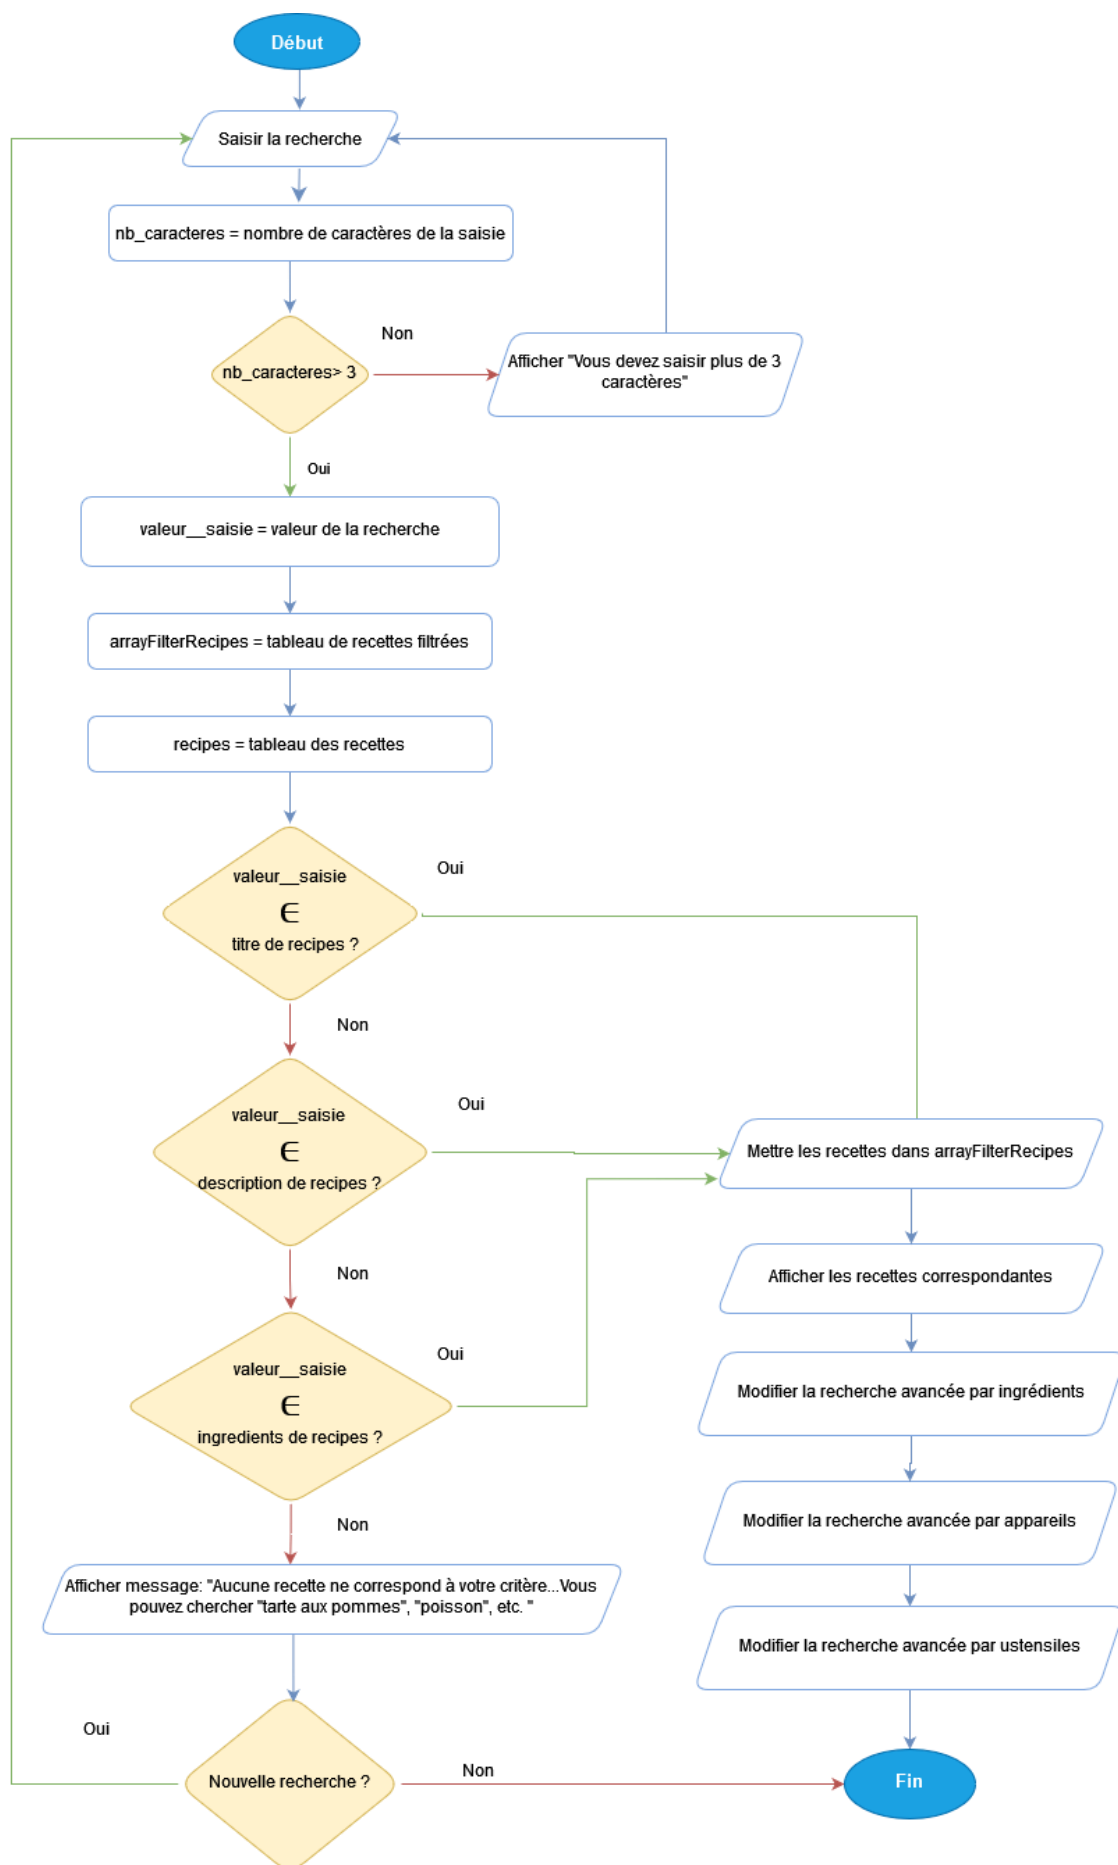 Début
Saisir la recherche
nb_caracteres = nombre de caractères de la saisie
Non
nb_caracteres> 3
Afficher "Vous devez saisir plus de 3
caractères"
Oui
valeur__saisie = valeur de la recherche
arrayFilterRecipes = tableau de recettes filtrées
recipes = tableau des recettes
valeur__saisie
∈
titre de recipes ?
Oui
Non
valeur__saisie
∈
description de recipes ?
Oui
Mettre les recettes dans arrayFilterRecipes
Non
Afficher les recettes correspondantes
valeur__saisie
∈
ingredients de recipes ?
Oui
Modifier la recherche avancée par ingrédients
Non
Modifier la recherche avancée par appareils
Afficher message: "Aucune recette ne correspond à votre critère...Vous
pouvez chercher "tarte aux pommes", "poisson", etc. "
Modifier la recherche avancée par ustensiles
Oui
Nouvelle recherche ?
Non
Fin